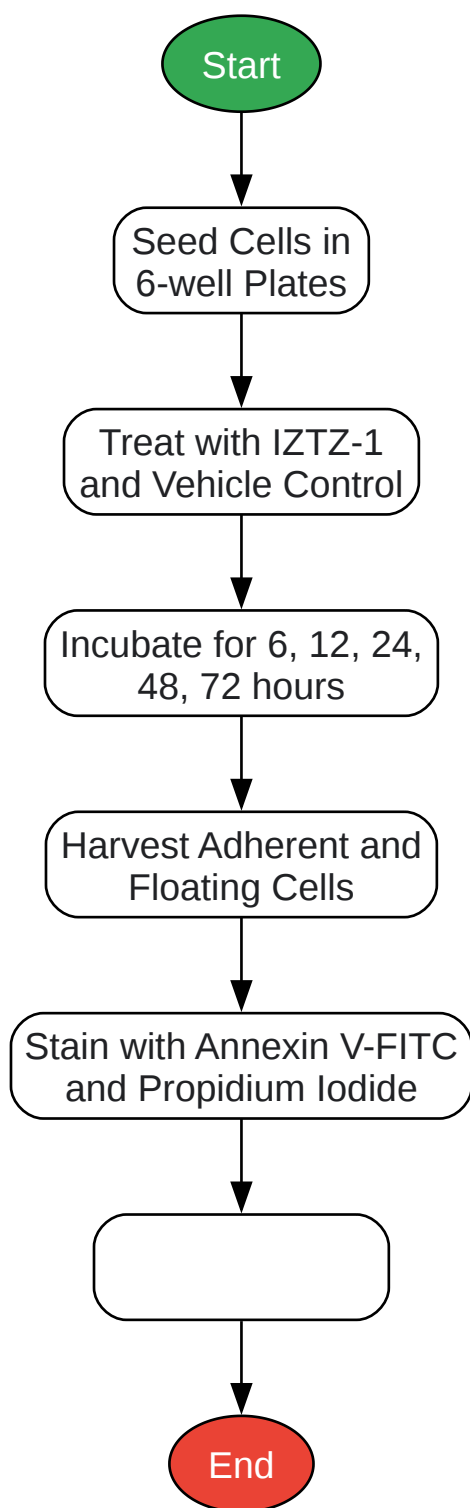 Start
Seed Cells in
6-well Plates
Treat with IZTZ-1
and Vehicle Control
Incubate for 6, 12, 24,
48, 72 hours
Harvest Adherent and
Floating Cells
Stain with Annexin V-FITC
and Propidium Iodide
End